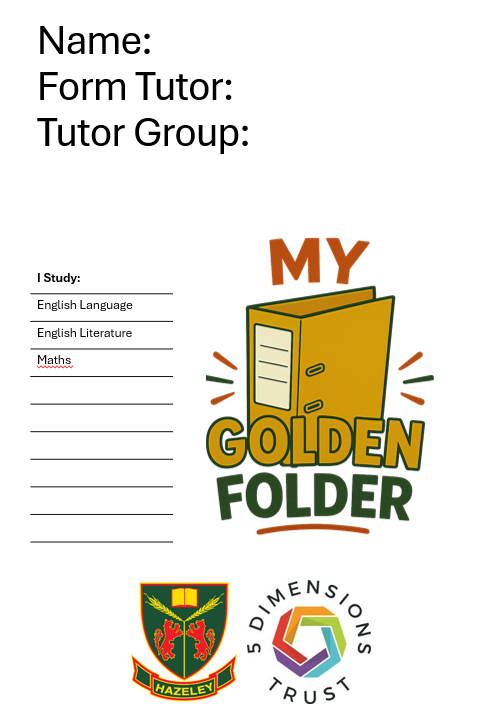 Name:
Form Tutor:
Tutor Group:
MY
I Study:
English Language
English Literature
Maths
GOLDEN
FOLDER
HAZELEY
5 DIMENSIONS
TRUST